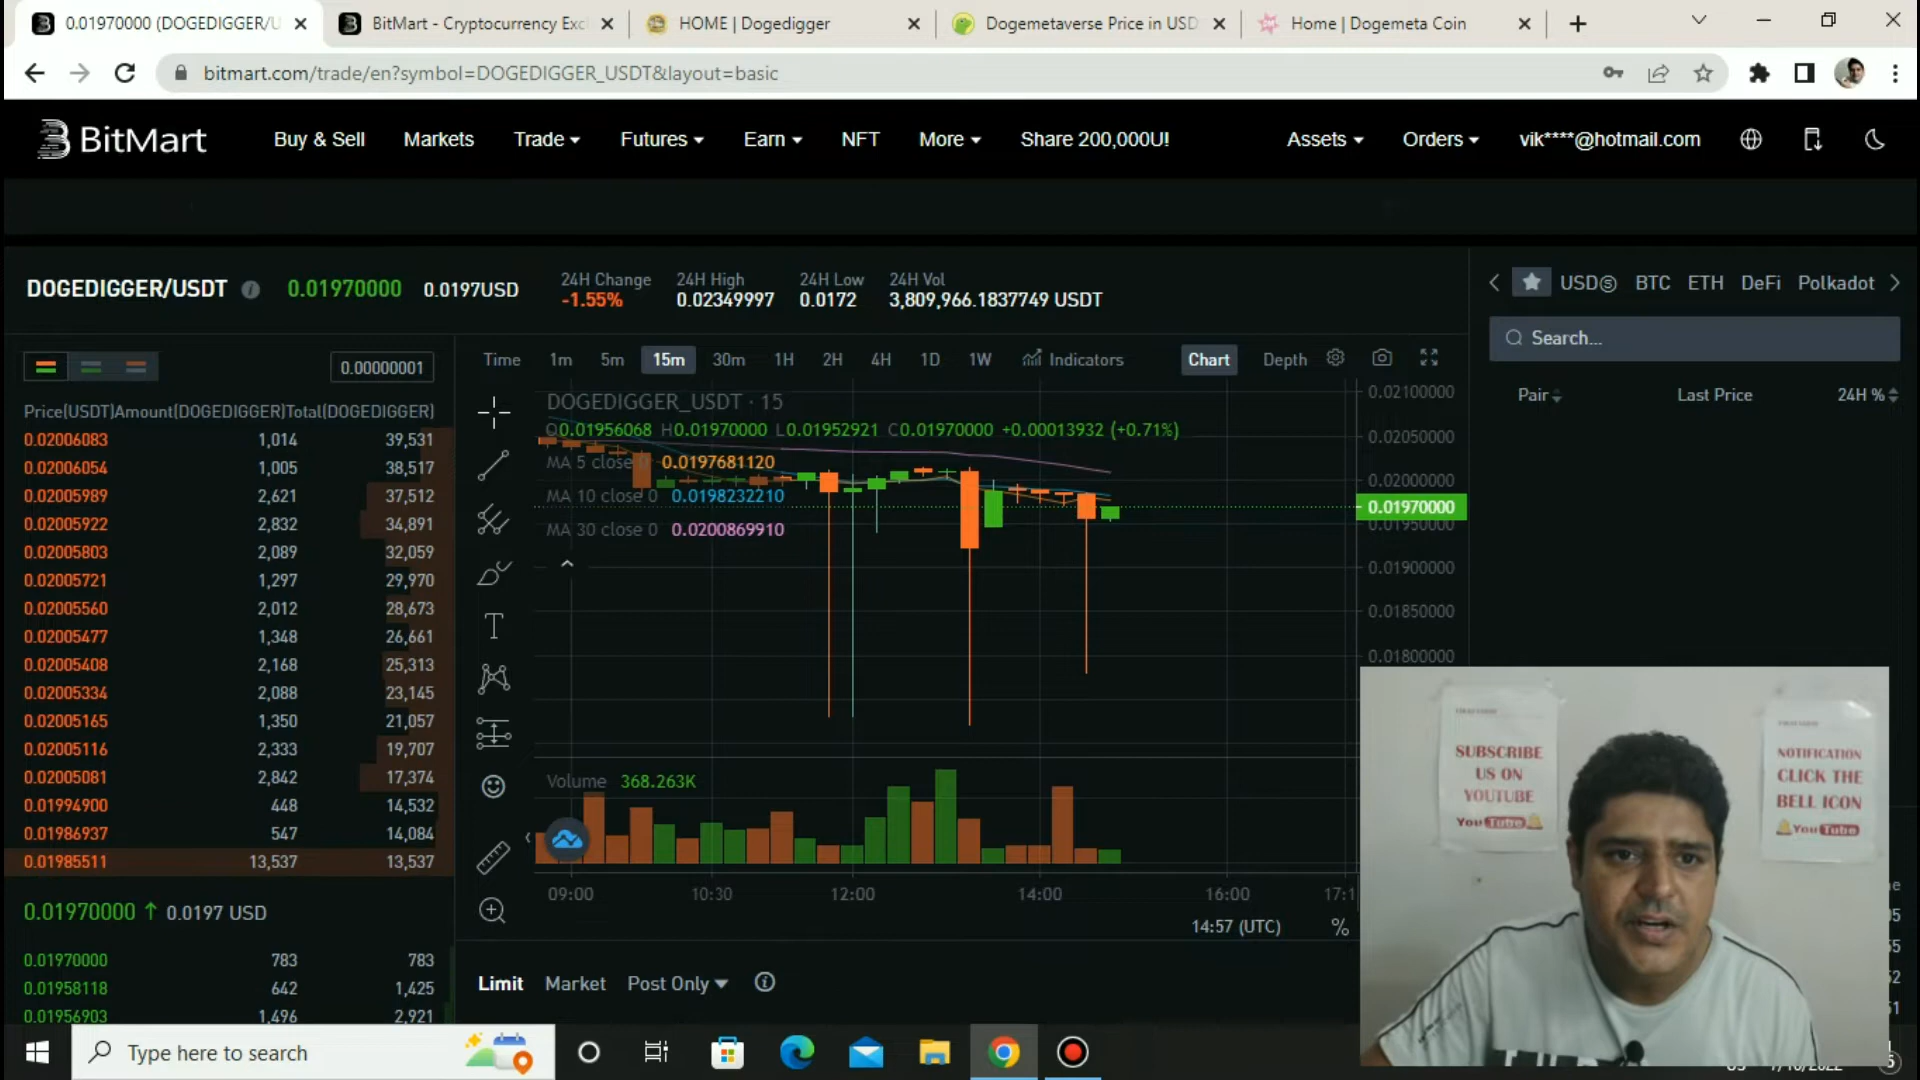 0.01970000 (DOGEDIGGER/U
BitMart - Cryptocurrency Exc
HOME | Dogedigger
Dogemetaverse Price in USD
Home | Dogemeta Coin
bitmart.com/trade/en?symbol=DOGEDIGGER_USDT&layout=basic
BitMart
Buy & Sell
Markets
Trade
Futures
Earn
NFT
More
Share 200,000U!
Assets
Orders
vik****@hotmail.com
DOGEDIGGER/USDT
0.01970000
0.0197USD
24H Change
-1.55%
24H High
0.02349997
24H Low
0.0172
24H Vol
3,809,966.1837749 USDT
USDⓈ
BTC
ETH
DeFi
Polkadot
Search...
Pair
Last Price
24H %
0.00000001
Price(USDT)Amount(DOGEDIGGER)Total(DOGEDIGGER)
0.02006083 1,014 39,531
0.02006054 1,005 38,517
0.02005989 2,621 37,512
0.02005922 2,832 34,891
0.02005803 2,089 32,059
0.02005721 1,297 29,970
0.02005560 2,012 28,673
0.02005477 1,348 26,661
0.02005408 2,168 25,313
0.02005334 2,088 23,145
0.02005165 1,350 21,057
0.02005116 2,333 19,707
0.02005081 2,842 17,374
0.01994900 448 14,532
0.01986937 547 14,084
0.01985511 13,537 13,537
0.01970000 ↑ 0.0197 USD
0.01970000 783 783
0.01958118 642 1,425
0.01956903 1,496 2,921
Time
1m
5m
15m
30m
1H
2H
4H
1D
1W
Indicators
Chart
Depth
DOGEDIGGER_USDT · 15
O0.01956068 H0.01970000 L0.01952921 C0.01970000 +0.00013932 (+0.71%)
MA 5 close 0 0.0197681120
MA 10 close 0 0.0198232210
MA 30 close 0 0.0200869910
0.02100000
0.02050000
0.02000000
0.01970000
0.01950000
0.01900000
0.01850000
0.01800000
Volume 368.263K
09:00
10:30
12:00
14:00
16:00
17:1
14:57 (UTC)
%
Limit
Market
Post Only
SUBSCRIBE
US ON
YOUTUBE
YouTube
NOTIFICATION
CLICK THE
BELL ICON
YouTube
Type here to search